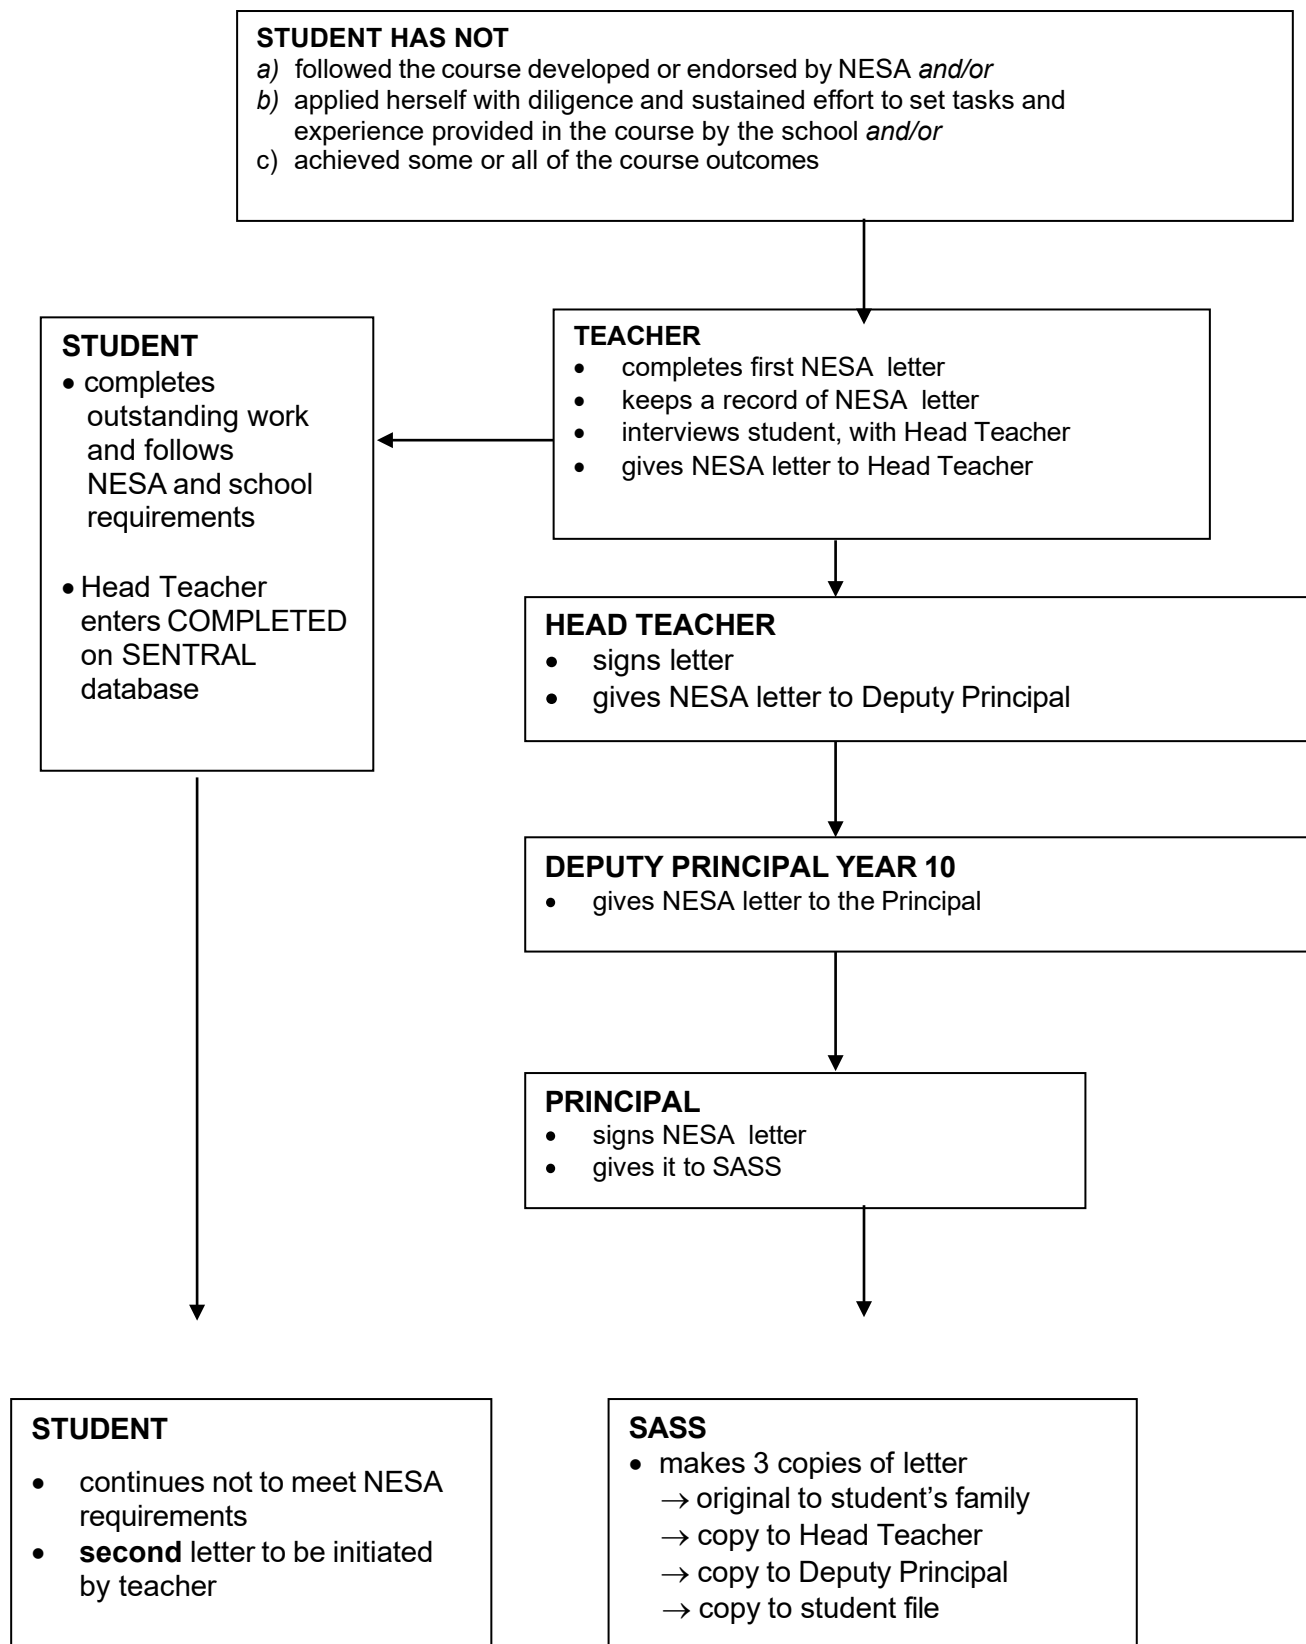 STUDENT HAS NOT
a) followed the course developed or endorsed by NESA and/or
b) applied herself with diligence and sustained effort to set tasks and
experience provided in the course by the school and/or
c) achieved some or all of the course outcomes
TEACHER
• completes first NESA letter
• keeps a record of NESA letter
• interviews student, with Head Teacher
• gives NESA letter to Head Teacher
STUDENT
• completes
outstanding work
and follows
NESA and school
requirements
• Head Teacher
enters COMPLETED
on SENTRAL
database
HEAD TEACHER
• signs letter
• gives NESA letter to Deputy Principal
DEPUTY PRINCIPAL YEAR 10
• gives NESA letter to the Principal
PRINCIPAL
• signs NESA letter
• gives it to SASS
STUDENT
• continues not to meet NESA
requirements
• second letter to be initiated
by teacher
SASS
• makes 3 copies of letter
→ original to student’s family
→ copy to Head Teacher
→ copy to Deputy Principal
→ copy to student file